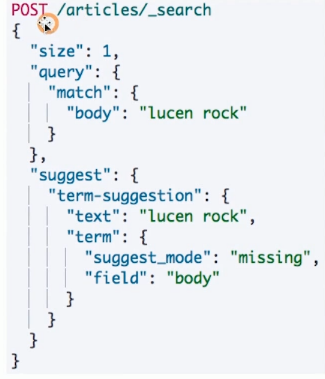 POST /articles/_search
{
  "size": 1,
  "query": {
    "match": {
      "body": "lucen rock"
    }
  },
  "suggest": {
    "term-suggestion": {
      "text": "lucen rock",
      "term": {
        "suggest_mode": "missing",
        "field": "body"
      }
    }
  }
}